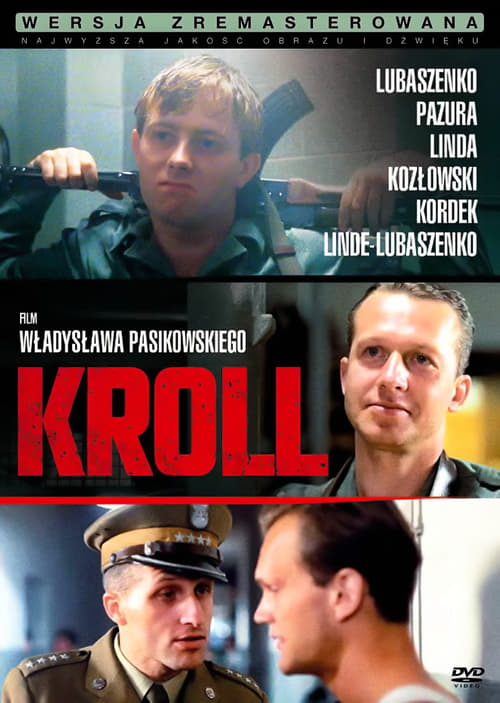 WERSJA ZREMASTEROWANA
NAJWYŻSZA JAKOŚĆ OBRAZU I DŹWIĘKU
LUBASZENKO
PAZURA
LINDA
KOZŁOWSKI
KORDEK
LINDE-LUBASZENKO
FILM
WŁADYSŁAWA PASIKOWSKIEGO
KROLL
DVD
VIDEO